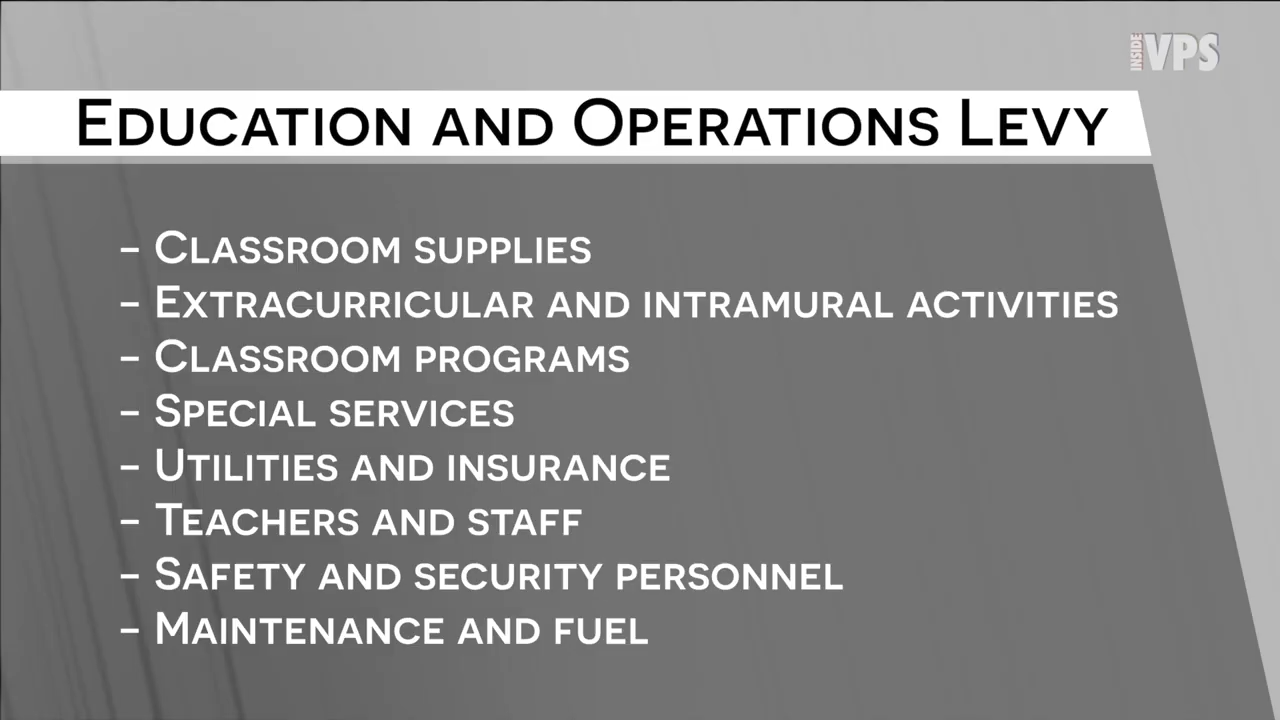 INSIDE VPS
EDUCATION AND OPERATIONS LEVY
- CLASSROOM SUPPLIES
- EXTRACURRICULAR AND INTRAMURAL ACTIVITIES
- CLASSROOM PROGRAMS
- SPECIAL SERVICES
- UTILITIES AND INSURANCE
- TEACHERS AND STAFF
- SAFETY AND SECURITY PERSONNEL
- MAINTENANCE AND FUEL